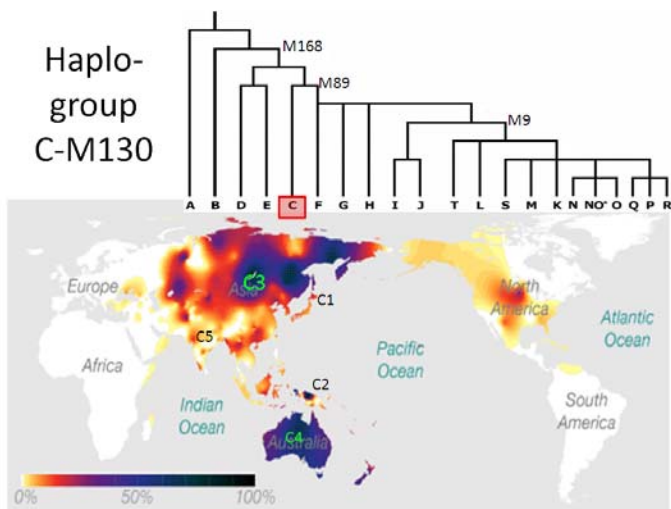 Haplo-
group
C-M130
M168
M89
M9
A B D E C F G H I J T L S M K N NO* O Q P R
Europe
Asia
C3
C1
North
America
Atlantic
Ocean
C5
Africa
Pacific
Ocean
C2
Indian
Ocean
South
America
C4
Australia
0% 50% 100%